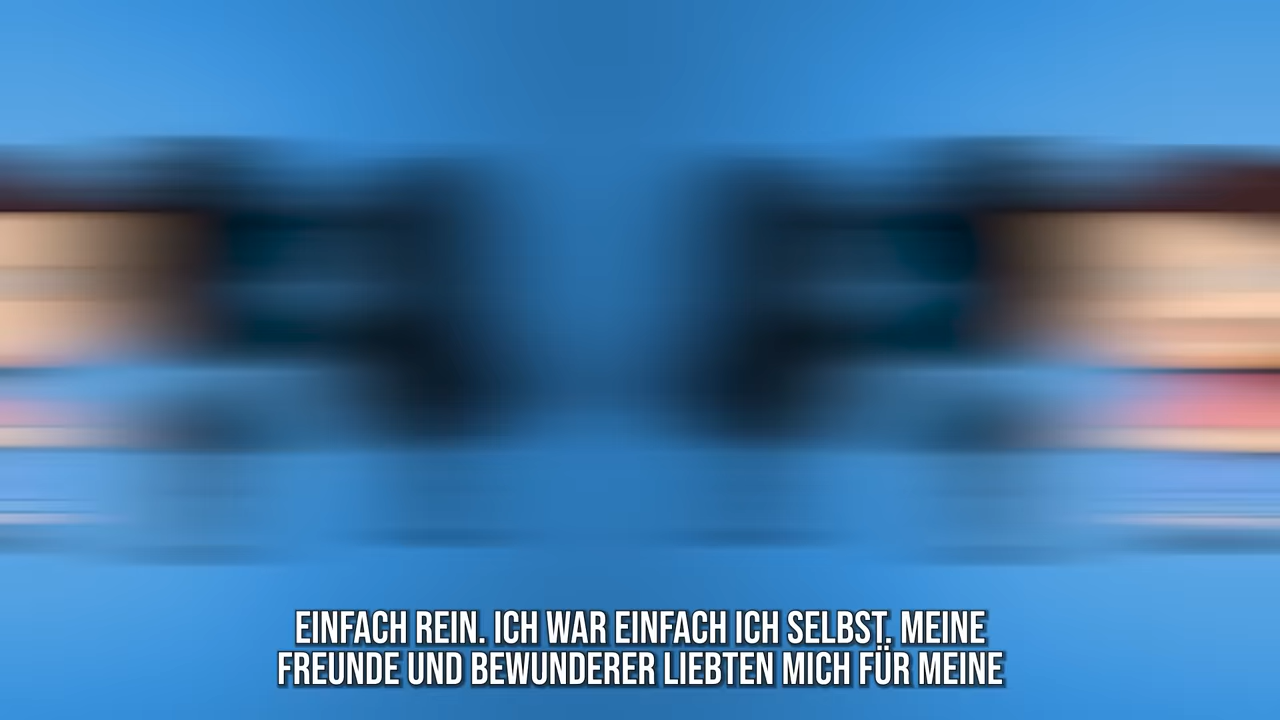 EINFACH REIN. ICH WAR EINFACH ICH SELBST. MEINE
FREUNDE UND BEWUNDERER LIEBTEN MICH FÜR MEINE